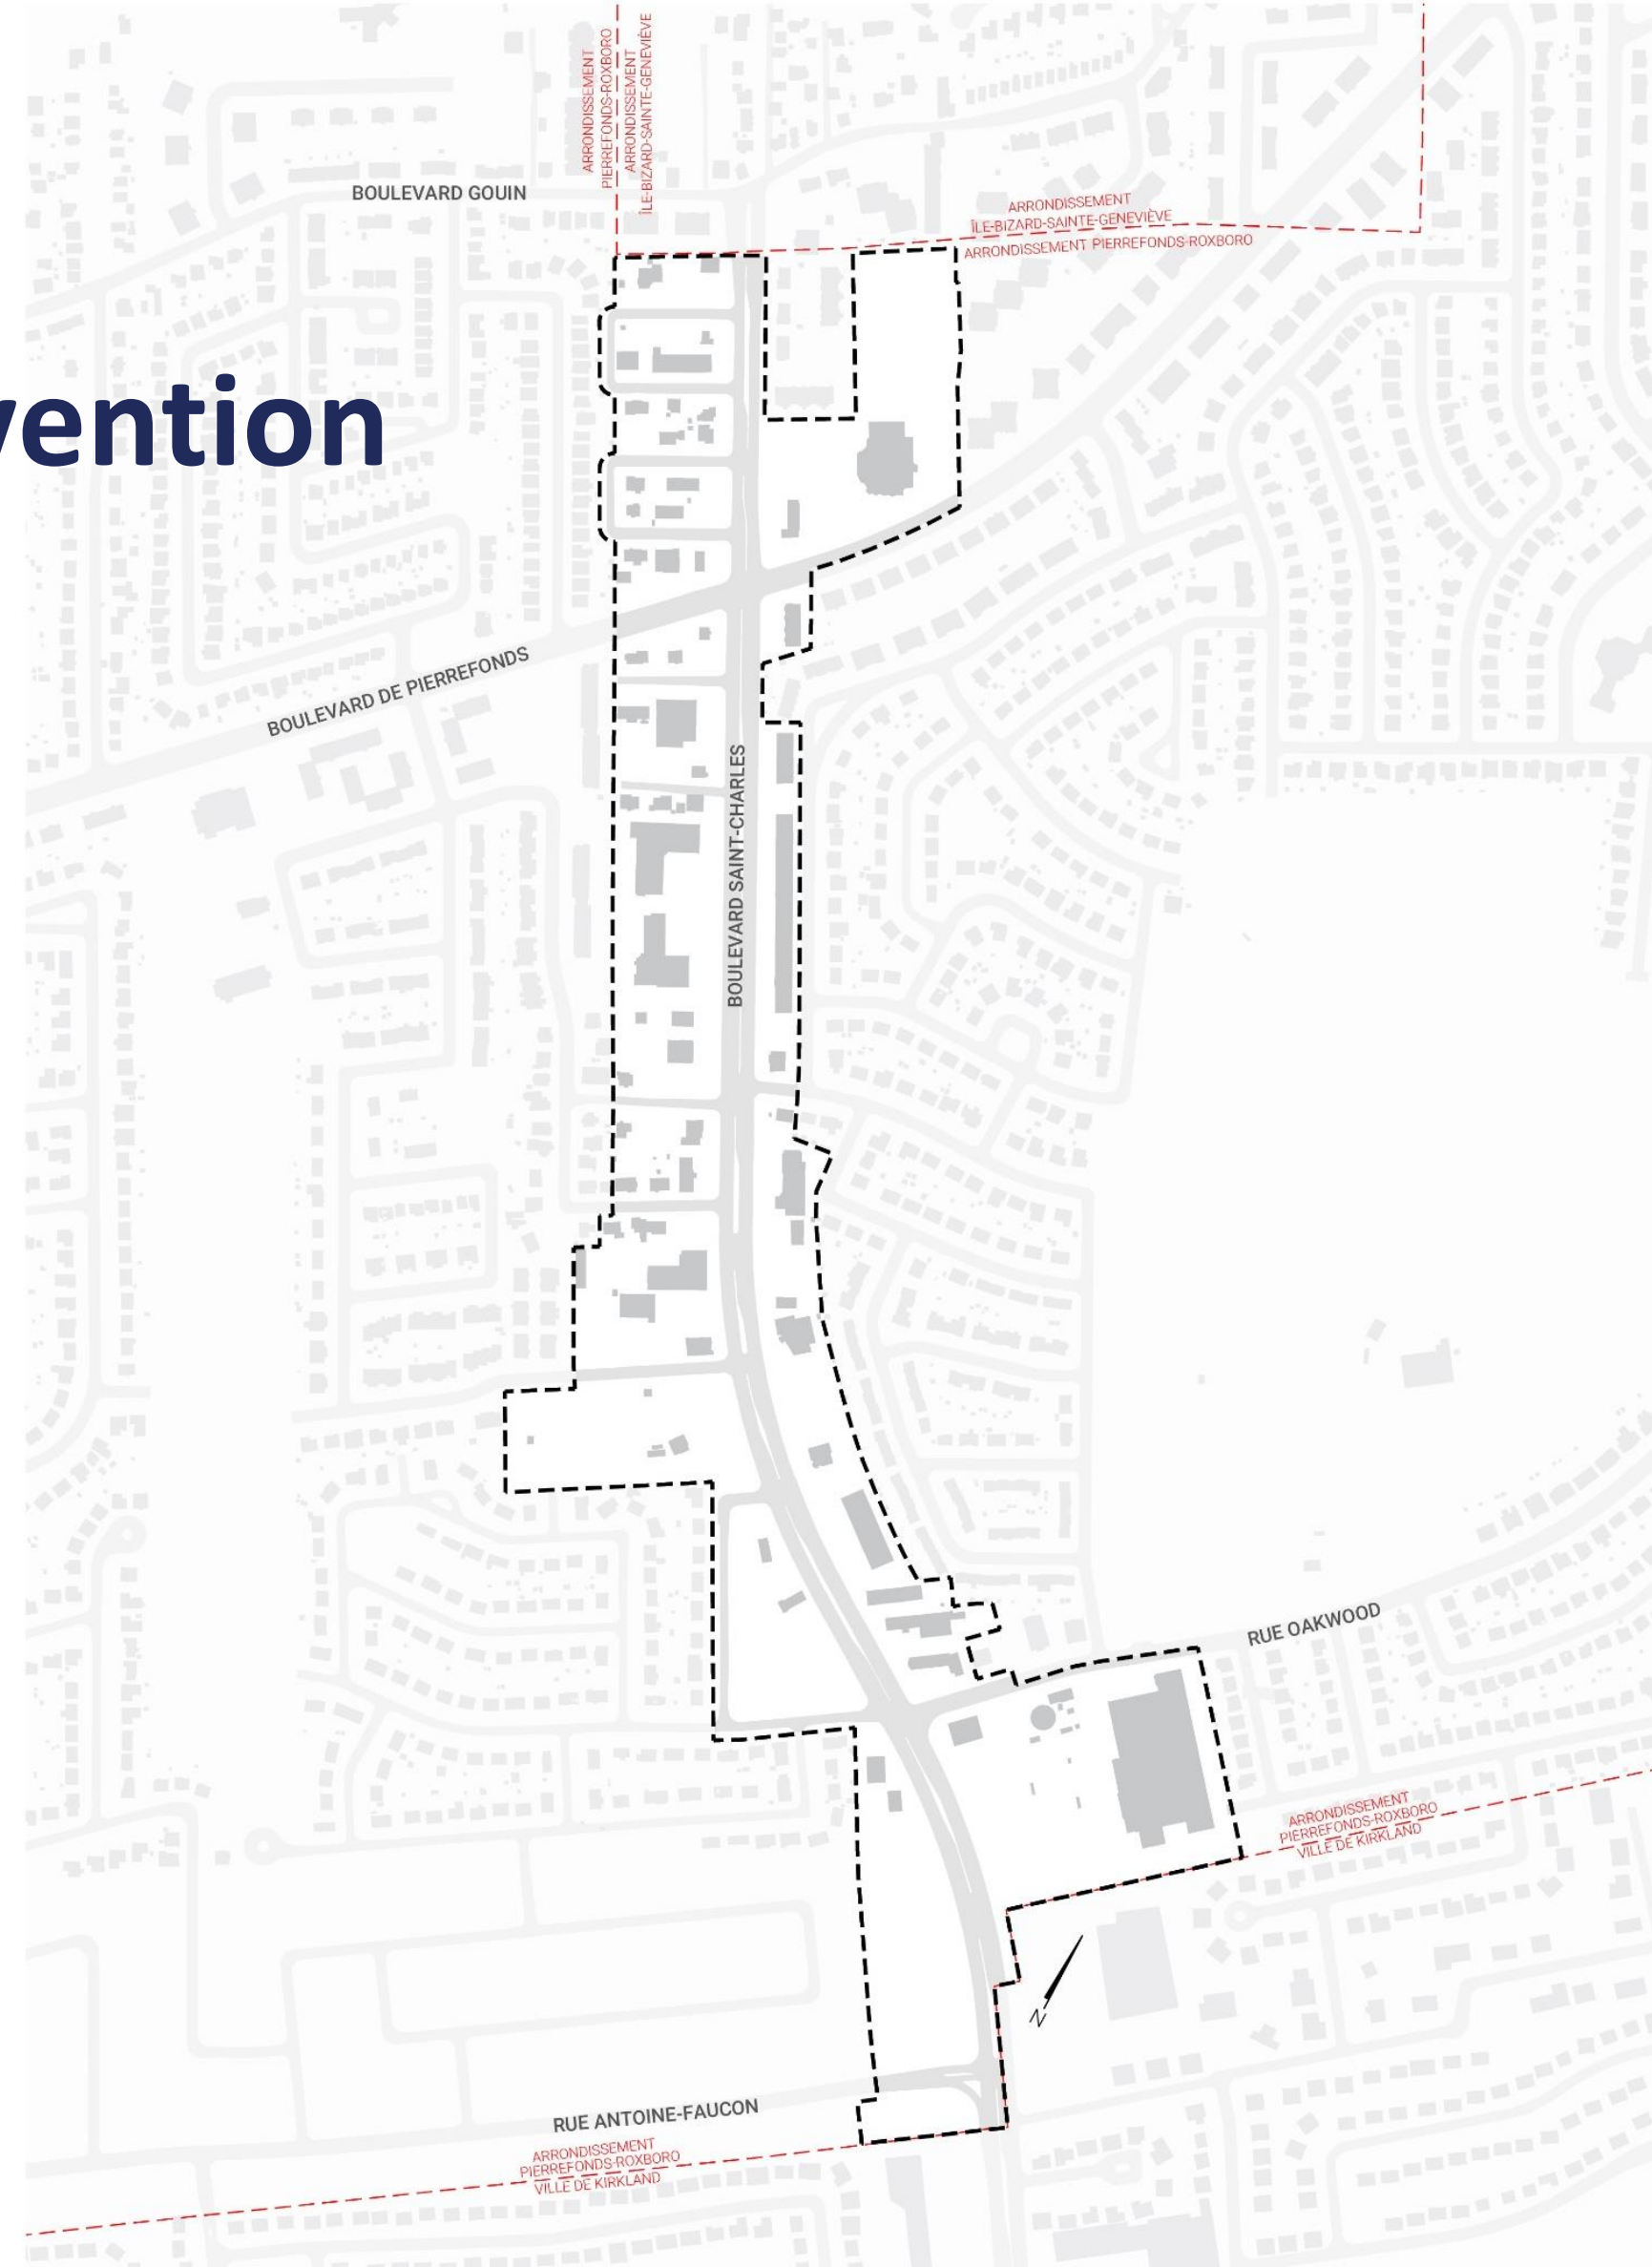 ARRONDISSEMENT
PIERREFONDS-ROXBORO
ARRONDISSEMENT
ÎLE-BIZARD-SAINTE-GENEVIÈVE
BOULEVARD GOUIN
ARRONDISSEMENT
ÎLE-BIZARD-SAINTE-GENEVIÈVE
ARRONDISSEMENT PIERREFONDS-ROXBORO
vention
BOULEVARD DE PIERREFONDS
BOULEVARD SAINT-CHARLES
RUE OAKWOOD
ARRONDISSEMENT
PIERREFONDS-ROXBORO
VILLE DE KIRKLAND
N
RUE ANTOINE-FAUCON
ARRONDISSEMENT
PIERREFONDS-ROXBORO
VILLE DE KIRKLAND